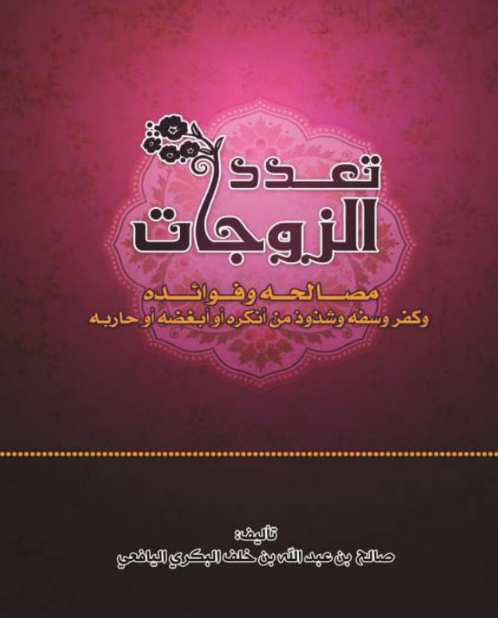 تعدد
الزوجات
مصالحه وفوائده
وكفر وسفه وشذوذ من أنكره أو أبغضه أو حاربه
تأليف:
صالح بن عبد الله بن خلف البكري اليافعي